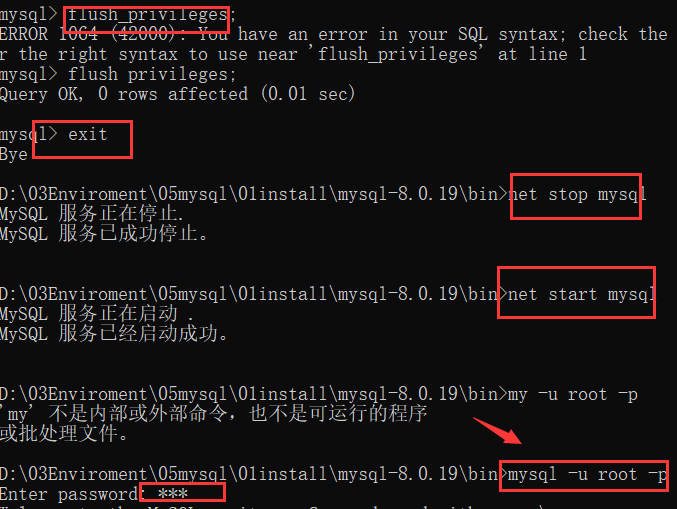 mysql> flush_privileges;
ERROR 1064 (42000): You have an error in your SQL syntax; check the
r the right syntax to use near 'flush_privileges' at line 1
mysql> flush privileges;
Query OK, 0 rows affected (0.01 sec)
mysql> exit
Bye
D:\03Enviroment\05mysql\01install\mysql-8.0.19\bin>net stop mysql
MySQL 服务正在停止.
MySQL 服务已成功停止。
D:\03Enviroment\05mysql\01install\mysql-8.0.19\bin>net start mysql
MySQL 服务正在启动 .
MySQL 服务已经启动成功。
D:\03Enviroment\05mysql\01install\mysql-8.0.19\bin>my -u root -p
'my' 不是内部或外部命令，也不是可运行的程序
或批处理文件。
D:\03Enviroment\05mysql\01install\mysql-8.0.19\bin>mysql -u root -p
Enter password: ***